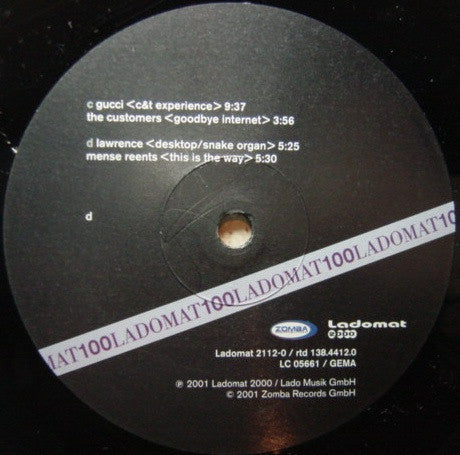 c gucci <c&t experience> 9:37
the customers <goodbye internet> 3:56
d lawrence <desktop/snake organ> 5:25
mense reents <this is the way> 5:30
d
MAT100LADOMAT100LADOMAT100LADOMAT10
ZOMBA
Ladomat
2000
Ladomat 2112-0 / rtd 138.4412.0
LC 05661 / GEMA
℗ 2001 Ladomat 2000 / Lado Musik GmbH
© 2001 Zomba Records GmbH